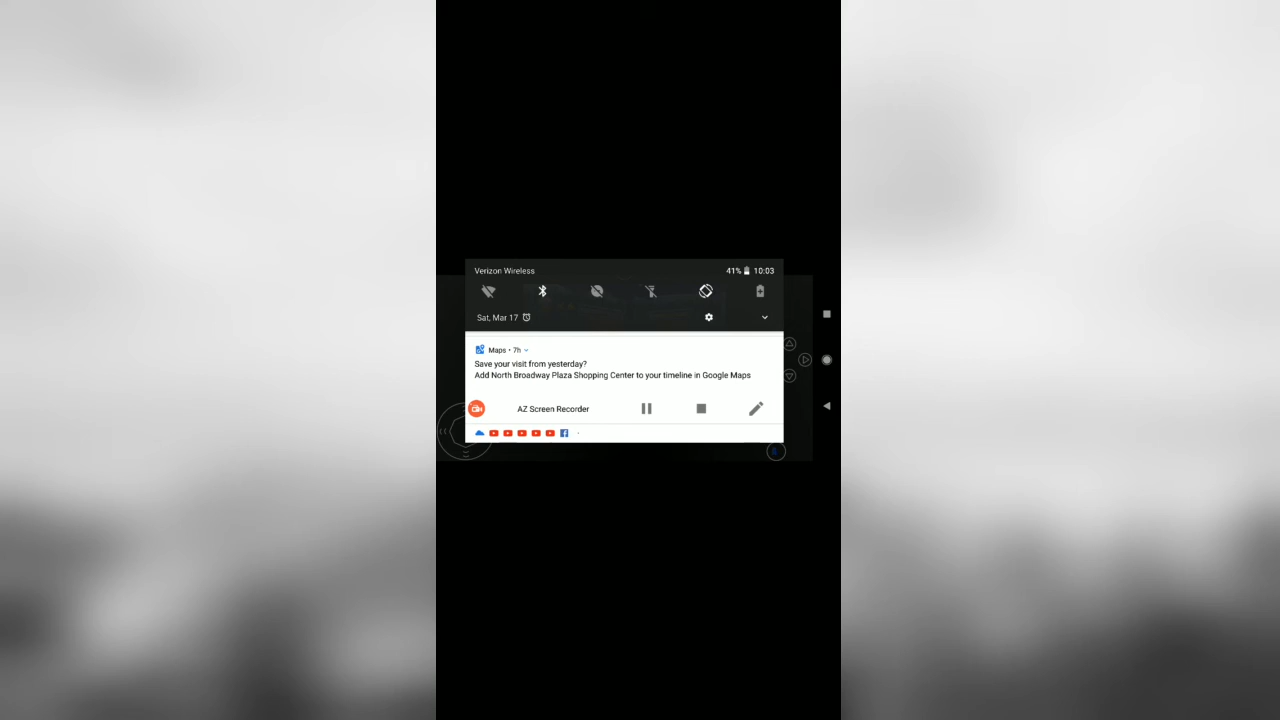 Verizon Wireless
41% 10:03
Sat, Mar 17
Maps • 7h
Save your visit from yesterday?
Add North Broadway Plaza Shopping Center to your timeline in Google Maps
AZ Screen Recorder